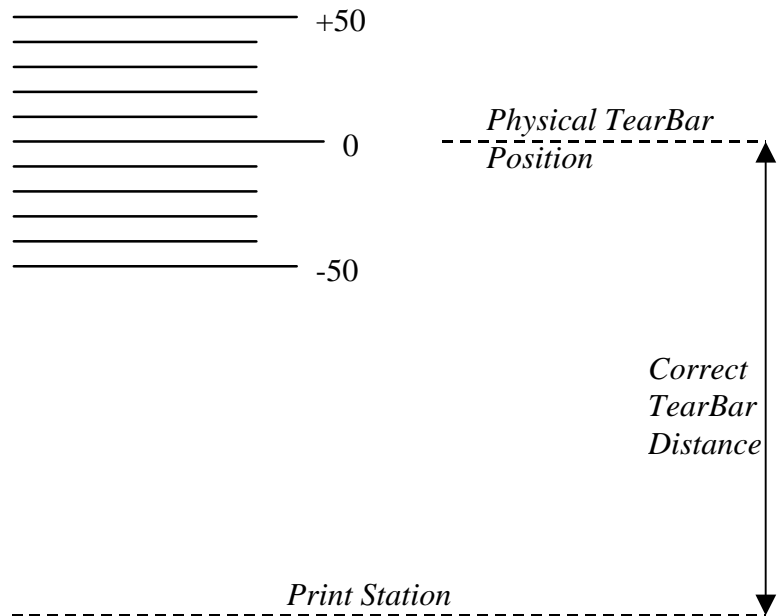 +50
Physical TearBar
0
Position
-50
Correct
TearBar
Distance
Print Station